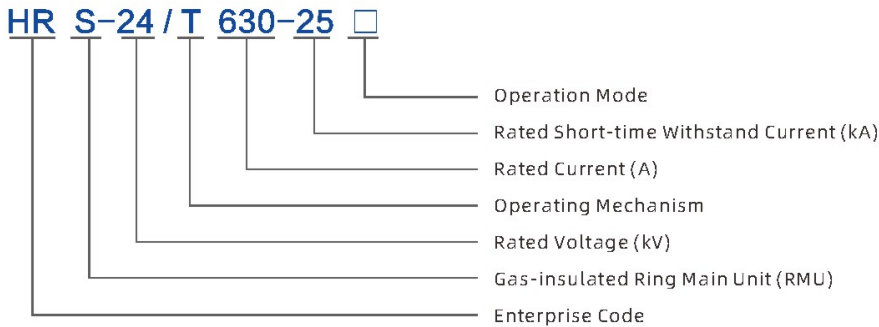 HR S-24/T 630-25 □
Operation Mode
Rated Short-time Withstand Current (kA)
Rated Current (A)
Operating Mechanism
Rated Voltage (kV)
Gas-insulated Ring Main Unit (RMU)
Enterprise Code